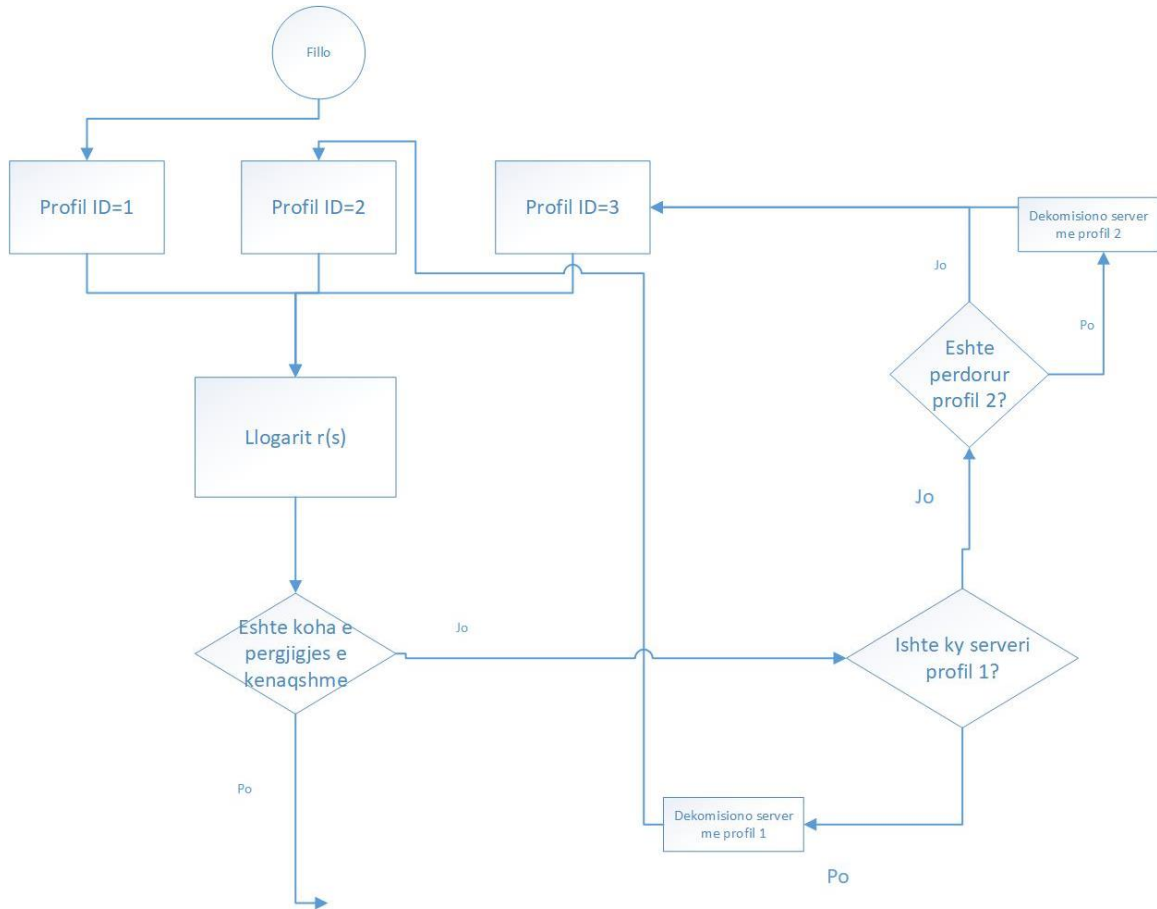 Fillo
Profil ID=1
Profil ID=2
Profil ID=3
Dekomisiono server
me profil 2
Jo
Po
Eshte
perdorur
profil 2?
Llogarit r(s)
Jo
Eshte koha e
pergjigjes e
kenaqshme
Jo
Ishte ky serveri
profil 1?
Po
Dekomisiono server
me profil 1
Po